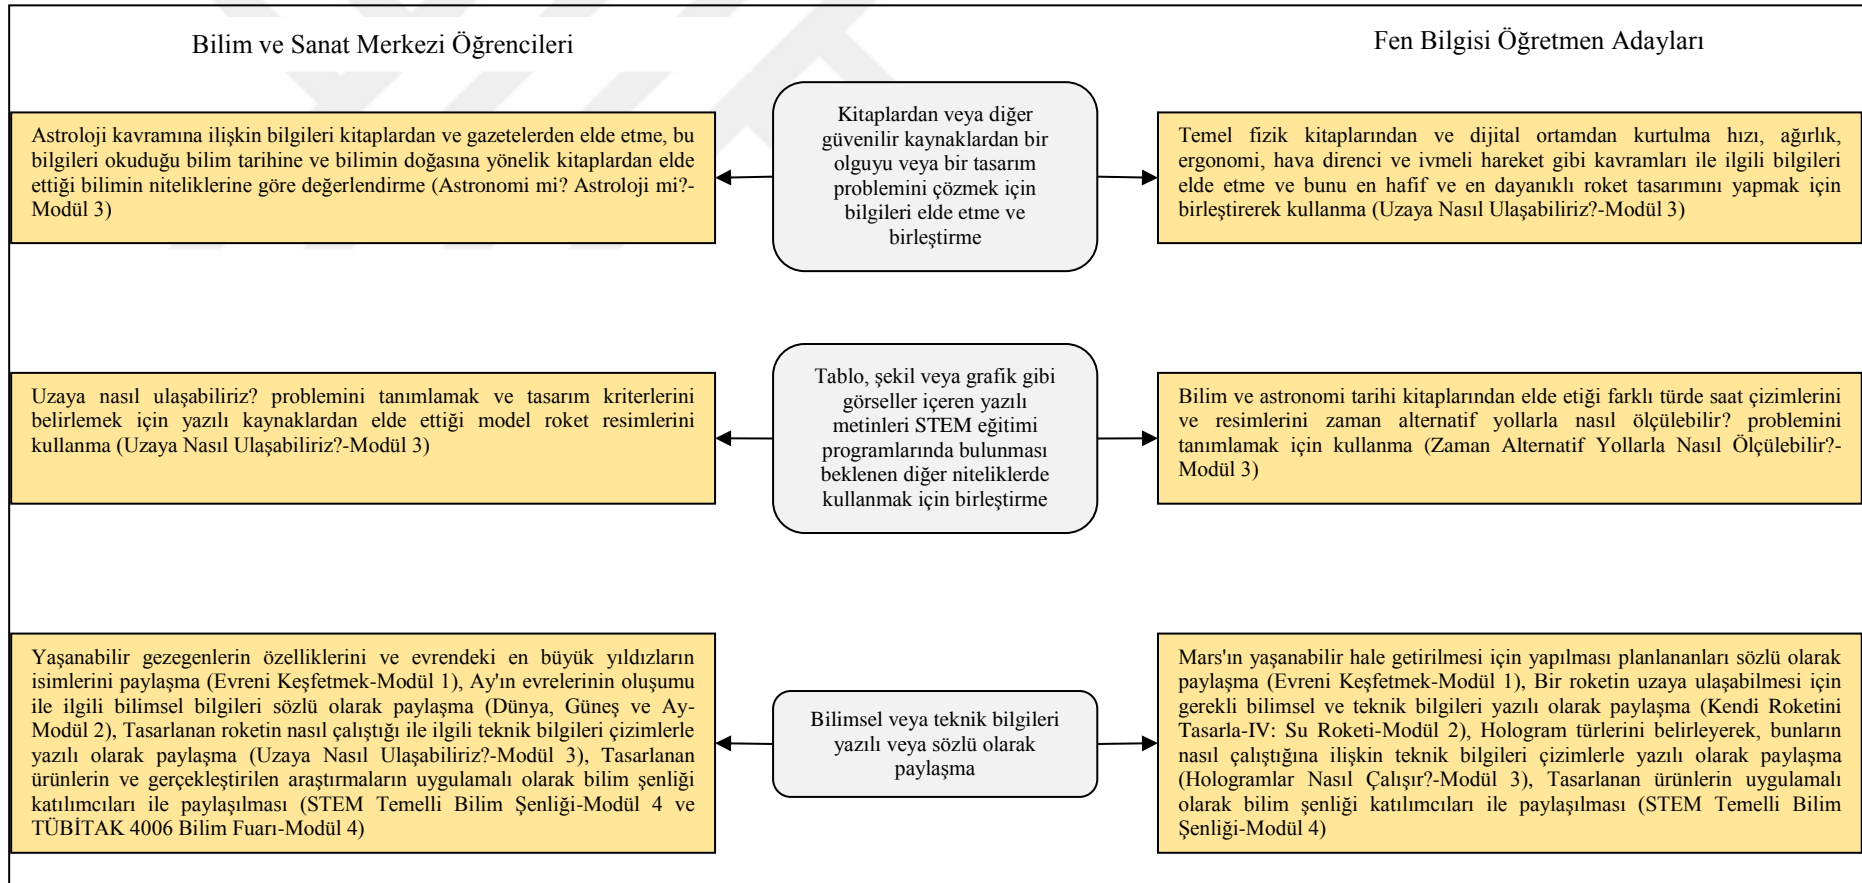 Bilim ve Sanat Merkezi Öğrencileri
Fen Bilgisi Öğretmen Adayları
Astroloji kavramına ilişkin bilgileri kitaplardan ve gazetelerden elde etme, bu
bilgileri okuduğu bilim tarihine ve bilimin doğasına yönelik kitaplardan elde
ettiği bilimin niteliklerine göre değerlendirme (Astronomi mi? Astroloji mi?-
Modül 3)
Kitaplardan veya diğer
güvenilir kaynaklardan bir
olguyu veya bir tasarım
problemini çözmek için
bilgileri elde etme ve
birleştirme
Temel fizik kitaplarından ve dijital ortamdan kurtulma hızı, ağırlık,
ergonomi, hava direnci ve ivmeli hareket gibi kavramları ile ilgili bilgileri
elde etme ve bunu en hafif ve en dayanıklı roket tasarımını yapmak için
birleştirerek kullanma (Uzaya Nasıl Ulaşabiliriz?-Modül 3)
Uzaya nasıl ulaşabiliriz? problemini tanımlamak ve tasarım kriterlerini
belirlemek için yazılı kaynaklardan elde ettiği model roket resimlerini
kullanma (Uzaya Nasıl Ulaşabiliriz?-Modül 3)
Tablo, şekil veya grafik gibi
görseller içeren yazılı
metinleri STEM eğitimi
programlarında bulunması
beklenen diğer niteliklerde
kullanmak için birleştirme
Bilim ve astronomi tarihi kitaplarından elde etiği farklı türde saat çizimlerini
ve resimlerini zaman alternatif yollarla nasıl ölçülebilir? problemini
tanımlamak için kullanma (Zaman Alternatif Yollarla Nasıl Ölçülebilir?-
Modül 3)
Yaşanabilir gezegenlerin özelliklerini ve evrendeki en büyük yıldızların
isimlerini paylaşma (Evreni Keşfetmek-Modül 1), Ay'ın evrelerinin oluşumu
ile ilgili bilimsel bilgileri sözlü olarak paylaşma (Dünya, Güneş ve Ay-
Modül 2), Tasarlanan roketin nasıl çalıştığı ile ilgili teknik bilgileri çizimlerle
yazılı olarak paylaşma (Uzaya Nasıl Ulaşabiliriz?-Modül 3), Tasarlanan
ürünlerin ve gerçekleştirilen araştırmaların uygulamalı olarak bilim şenliği
katılımcıları ile paylaşılması (STEM Temelli Bilim Şenliği-Modül 4 ve
TÜBİTAK 4006 Bilim Fuarı-Modül 4)
Bilimsel veya teknik bilgileri
yazılı veya sözlü olarak
paylaşma
Mars'ın yaşanabilir hale getirilmesi için yapılması planlananları sözlü olarak
paylaşma (Evreni Keşfetmek-Modül 1), Bir roketin uzaya ulaşabilmesi için
gerekli bilimsel ve teknik bilgileri yazılı olarak paylaşma (Kendi Roketini
Tasarla-IV: Su Roketi-Modül 2), Hologram türlerini belirleyerek, bunların
nasıl çalıştığına ilişkin teknik bilgileri çizimlerle yazılı olarak paylaşma
(Hologramlar Nasıl Çalışır?-Modül 3), Tasarlanan ürünlerin uygulamalı
olarak bilim şenliği katılımcıları ile paylaşılması (STEM Temelli Bilim
Şenliği-Modül 4)